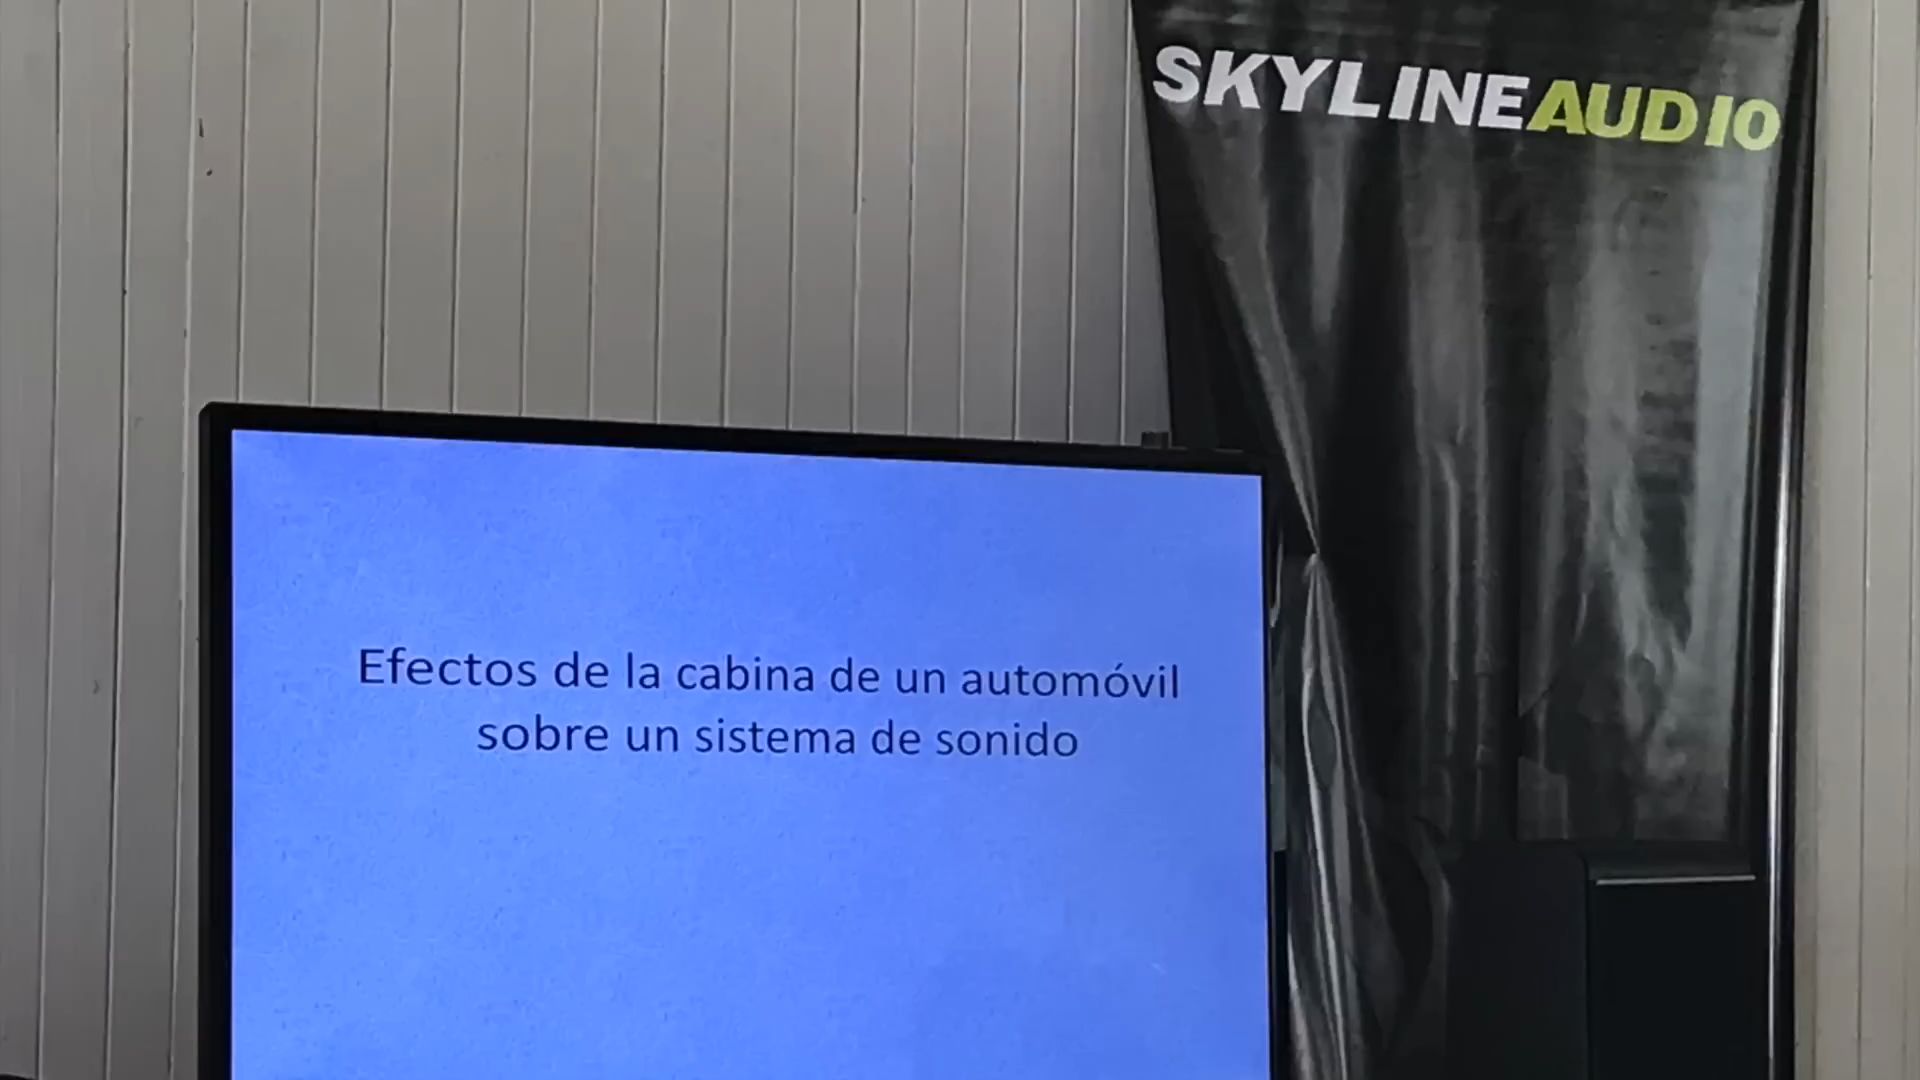 SKYLINEAUDIO
Efectos de la cabina de un automóvil
sobre un sistema de sonido